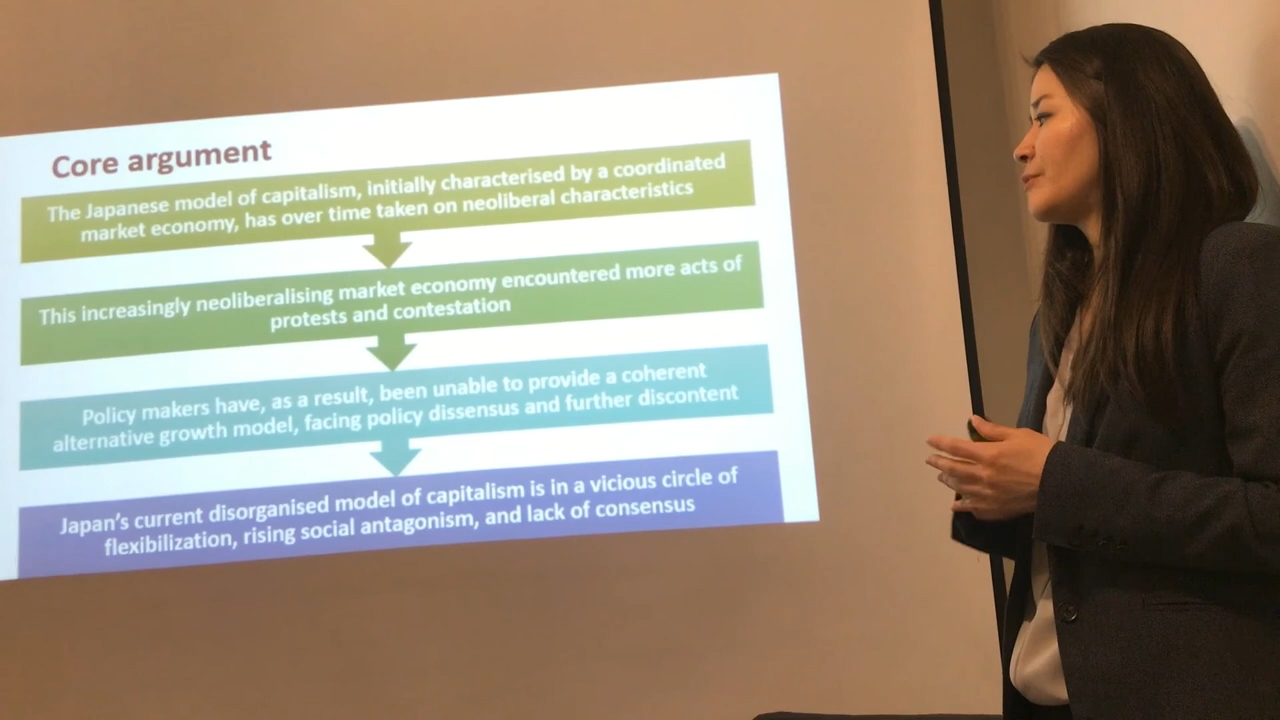 Core argument
The Japanese model of capitalism, initially characterised by a coordinated
market economy, has over time taken on neoliberal characteristics
This increasingly neoliberalising market economy encountered more acts of
protests and contestation
Policy makers have, as a result, been unable to provide a coherent
alternative growth model, facing policy dissensus and further discontent
Japan's current disorganised model of capitalism is in a vicious circle of
flexibilization, rising social antagonism, and lack of consensus